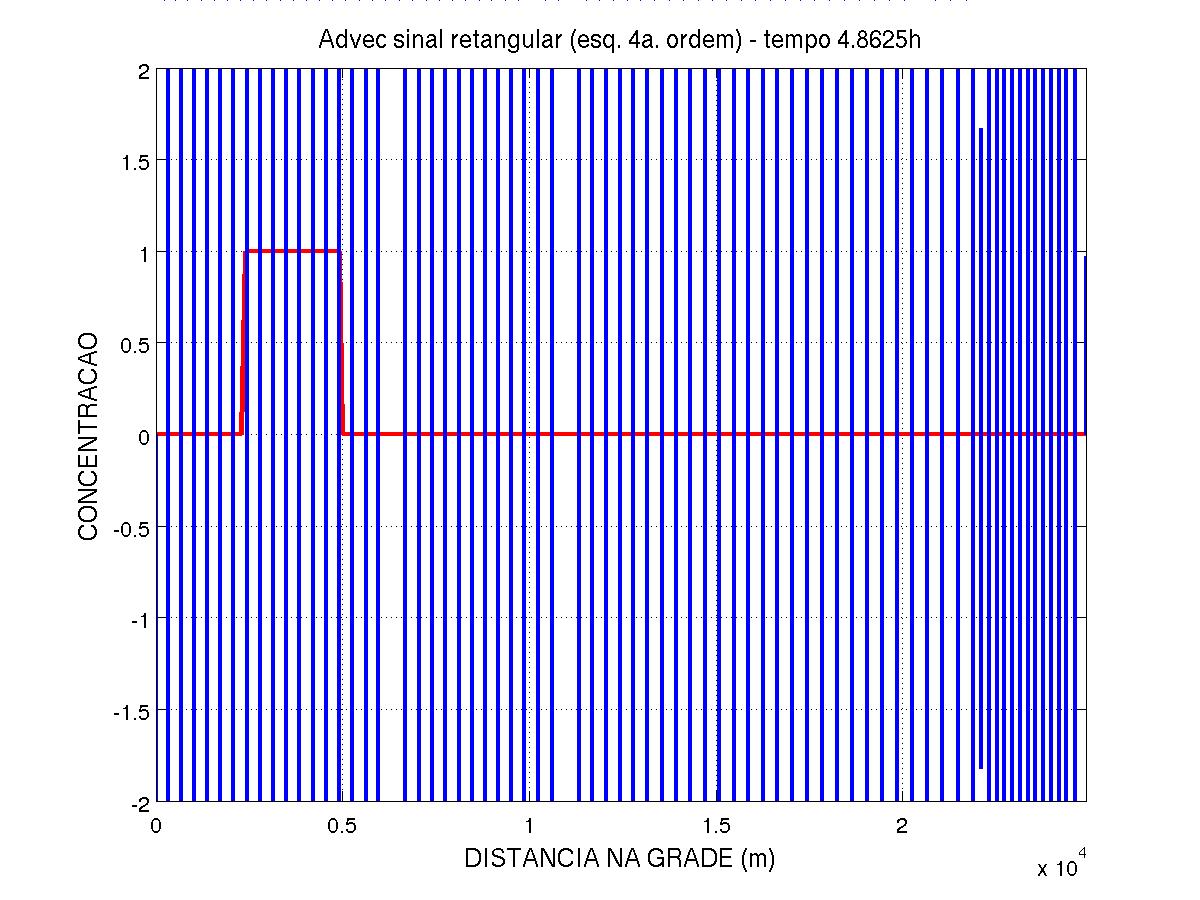 Advec sinal retangular (esq. 4a. ordem) - tempo 4.8625h
2
1.5
1
0.5
0
-0.5
-1
-1.5
-2
CONCENTRACAO
0 0.5 1 1.5 2
DISTANCIA NA GRADE (m)
x 10^4